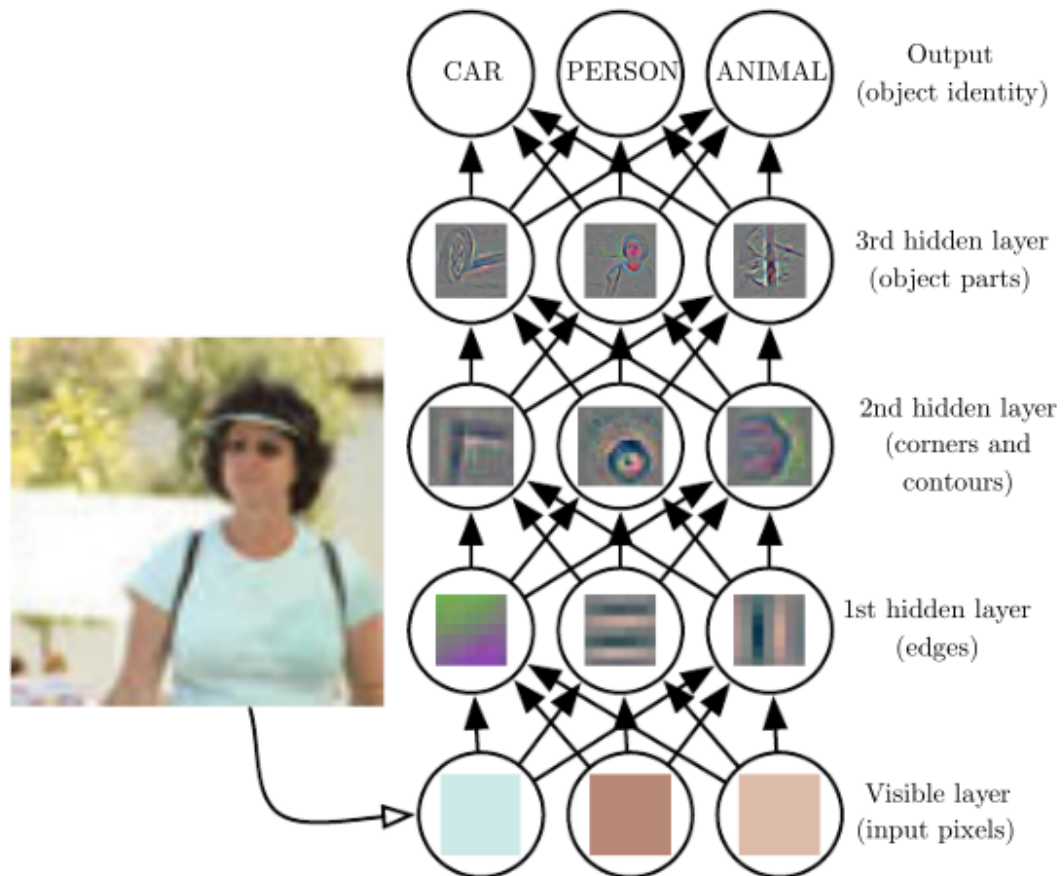 CAR PERSON ANIMAL
Output
(object identity)
3rd hidden layer
(object parts)
2nd hidden layer
(corners and
contours)
1st hidden layer
(edges)
Visible layer
(input pixels)